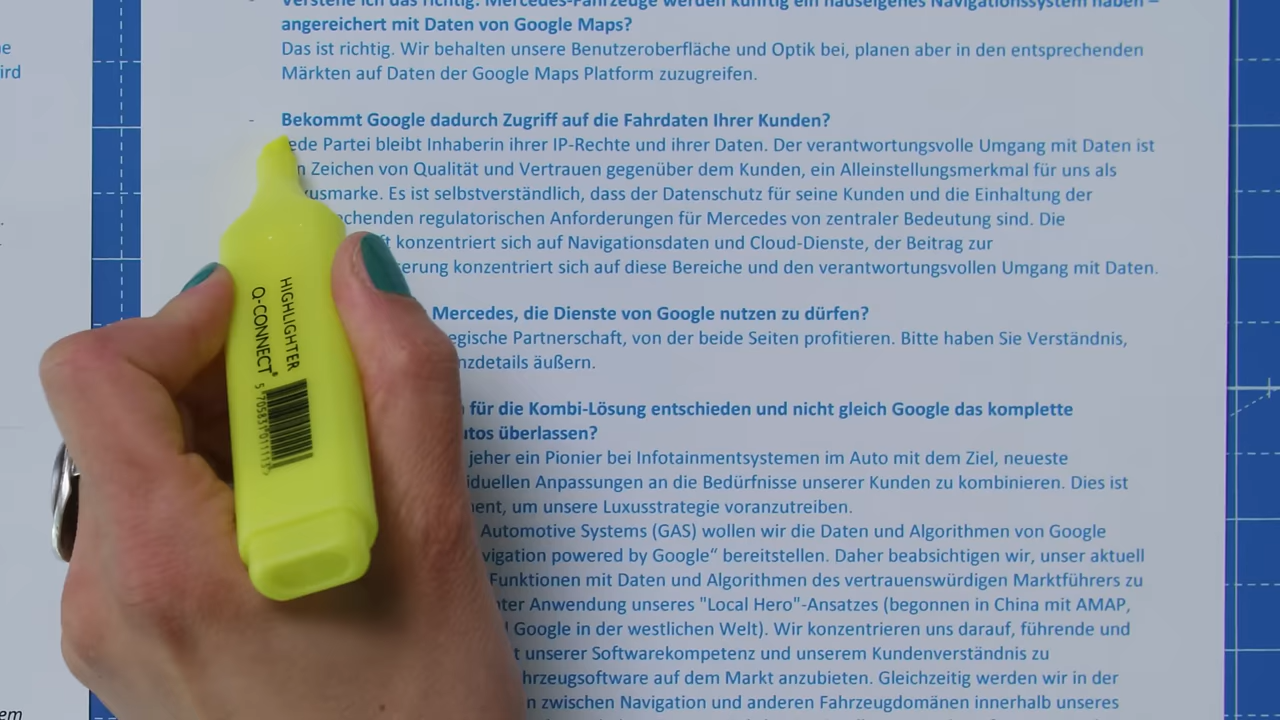 Verstehe ich das richtig: Mercedes-Fahrzeuge werden künftig ein hauseigenes Navigationssystem haben –
angereichert mit Daten von Google Maps?
Das ist richtig. Wir behalten unsere Benutzeroberfläche und Optik bei, planen aber in den entsprechenden
Märkten auf Daten der Google Maps Platform zuzugreifen.
- Bekommt Google dadurch Zugriff auf die Fahrdaten Ihrer Kunden?
ede Partei bleibt Inhaberin ihrer IP-Rechte und ihrer Daten. Der verantwortungsvolle Umgang mit Daten ist
n Zeichen von Qualität und Vertrauen gegenüber dem Kunden, ein Alleinstellungsmerkmal für uns als
xusmarke. Es ist selbstverständlich, dass der Datenschutz für seine Kunden und die Einhaltung der
chenden regulatorischen Anforderungen für Mercedes von zentraler Bedeutung sind. Die
ft konzentriert sich auf Navigationsdaten und Cloud-Dienste, der Beitrag zur
erung konzentriert sich auf diese Bereiche und den verantwortungsvollen Umgang mit Daten.
Mercedes, die Dienste von Google nutzen zu dürfen?
egische Partnerschaft, von der beide Seiten profitieren. Bitte haben Sie Verständnis,
nzdetails äußern.
für die Kombi-Lösung entschieden und nicht gleich Google das komplette
utos überlassen?
jeher ein Pionier bei Infotainmentsystemen im Auto mit dem Ziel, neueste
iduellen Anpassungen an die Bedürfnisse unserer Kunden zu kombinieren. Dies ist
ent, um unsere Luxusstrategie voranzutreiben.
Automotive Systems (GAS) wollen wir die Daten und Algorithmen von Google
vigation powered by Google“ bereitstellen. Daher beabsichtigen wir, unser aktuell
Funktionen mit Daten und Algorithmen des vertrauenswürdigen Marktführers zu
nter Anwendung unseres "Local Hero"-Ansatzes (begonnen in China mit AMAP,
Google in der westlichen Welt). Wir konzentrieren uns darauf, führende und
t unserer Softwarekompetenz und unserem Kundenverständnis zu
hrzeugsoftware auf dem Markt anzubieten. Gleichzeitig werden wir in der
n zwischen Navigation und anderen Fahrzeugdomänen innerhalb unseres
HIGHLIGHTER
Q-CONNECT®
5 705831 011113
e
ird
em